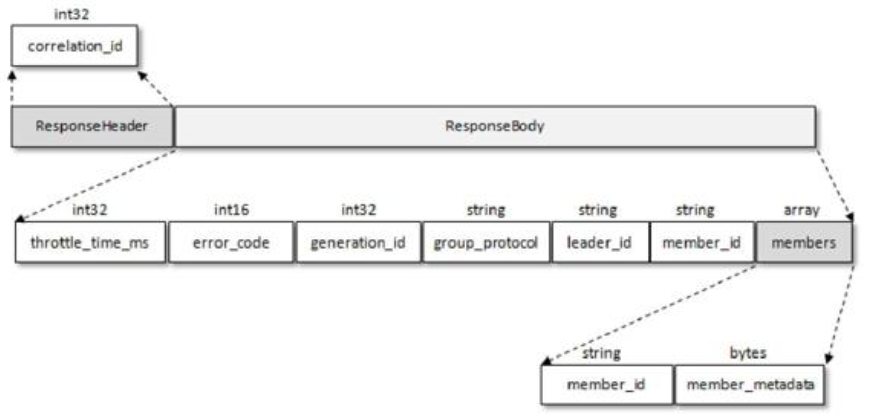 int32
correlation_id
ResponseHeader ResponseBody
int32 int16 int32 string string string array
throttle_time_ms error_code generation_id group_protocol leader_id member_id members
string bytes
member_id member_metadata